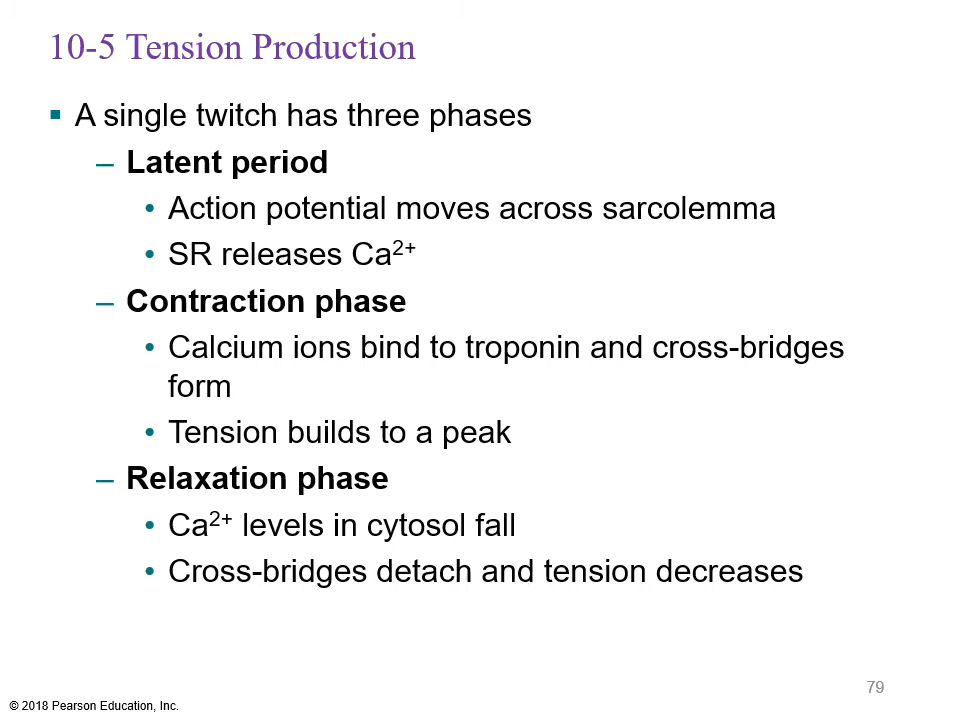 10-5 Tension Production
▪ A single twitch has three phases
– Latent period
• Action potential moves across sarcolemma
• SR releases Ca²⁺
– Contraction phase
• Calcium ions bind to troponin and cross-bridges
form
• Tension builds to a peak
– Relaxation phase
• Ca²⁺ levels in cytosol fall
• Cross-bridges detach and tension decreases
79
© 2018 Pearson Education, Inc.